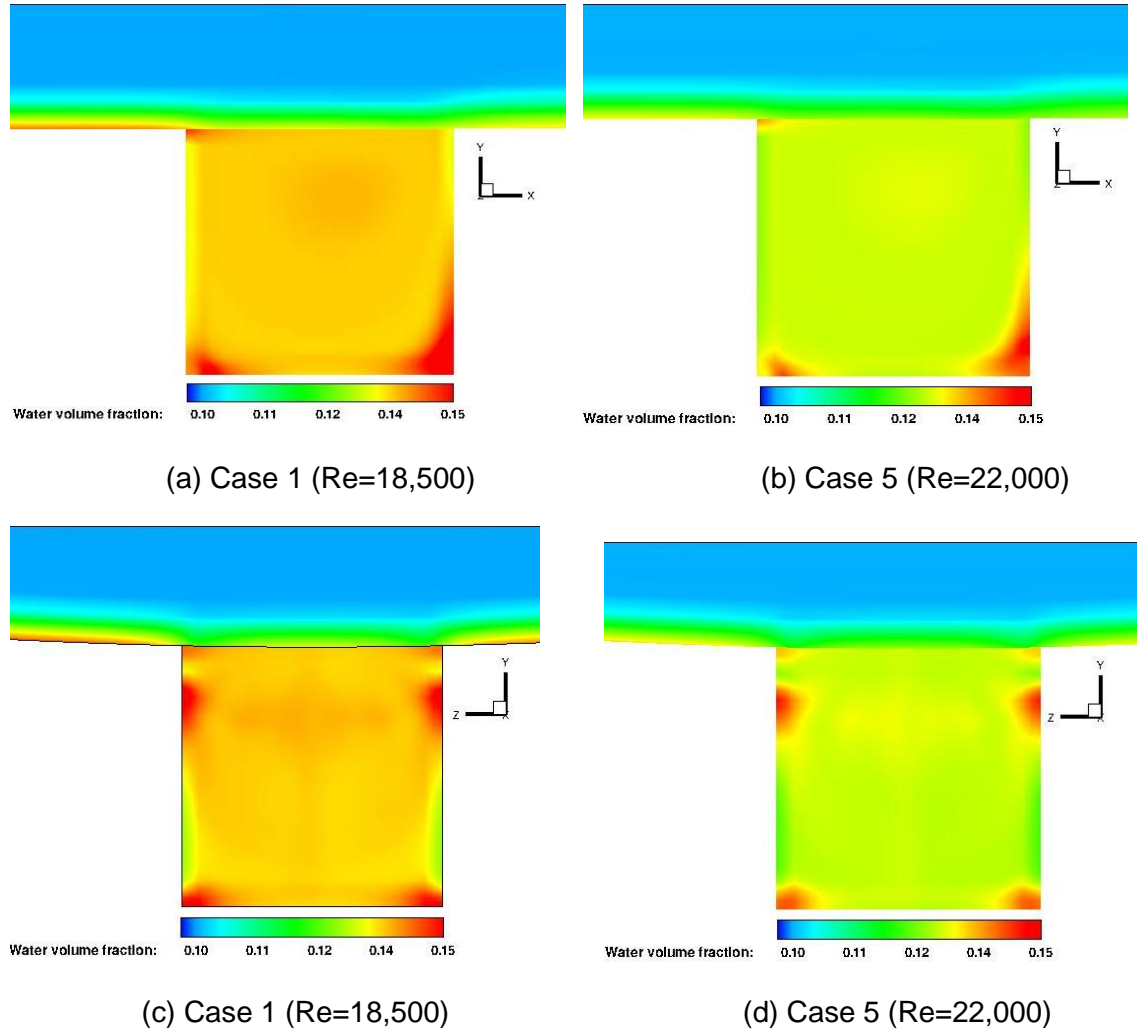 Y
X
Z
Y
X
Water volume fraction: 0.10 0.11 0.12 0.14 0.15
Water volume fraction: 0.10 0.11 0.12 0.14 0.15
(a) Case 1 (Re=18,500)
(b) Case 5 (Re=22,000)
Y
Z
X
Y
Z
X
Water volume fraction: 0.10 0.11 0.12 0.14 0.15
Water volume fraction: 0.10 0.11 0.12 0.14 0.15
(c) Case 1 (Re=18,500)
(d) Case 5 (Re=22,000)